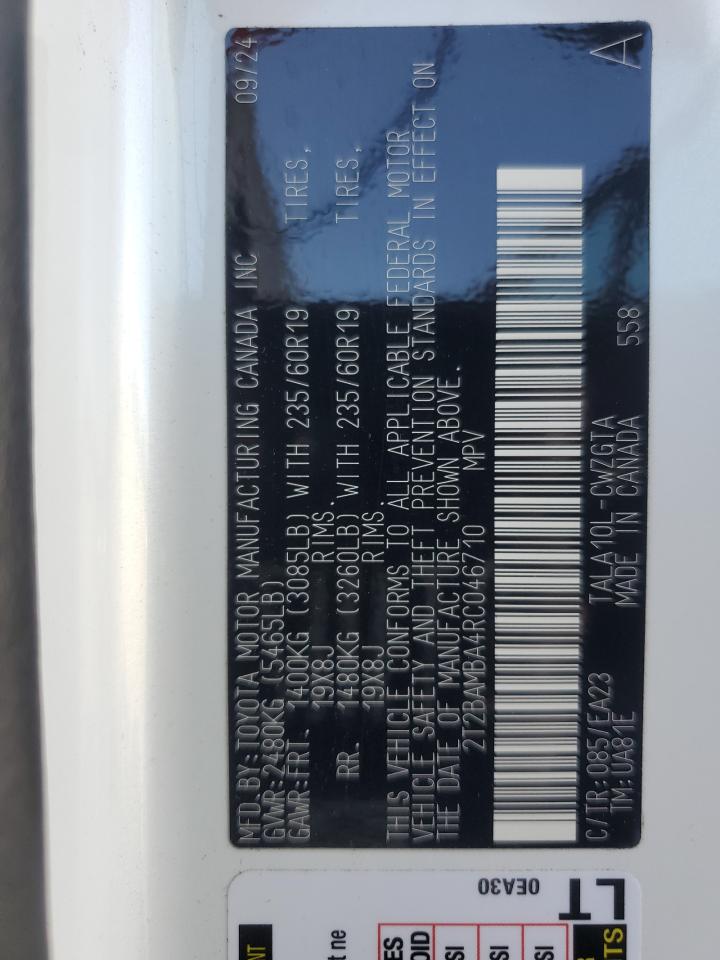 MFD.BY:TOYOTA MOTOR MANUFACTURING CANADA INC 09/24
GVWR:2480KG (5465LB)
GAWR:FRT. 1400KG (3085LB) WITH 235/60R19 TIRES,
19X8J RIMS.
RR. 1480KG (3260LB) WITH 235/60R19 TIRES,
19X8J RIMS.
THIS VEHICLE CONFORMS TO ALL APPLICABLE FEDERAL MOTOR
VEHICLE SAFETY AND THEFT PREVENTION STANDARDS IN EFFECT ON
THE DATE OF MANUFACTURE SHOWN ABOVE.
2T2BAMBA4RC046710 MPV
C/TR:085/EA23 TALA10L-CWZGTA 558 A
TM:UA81E MADE IN CANADA
0EA30
LT